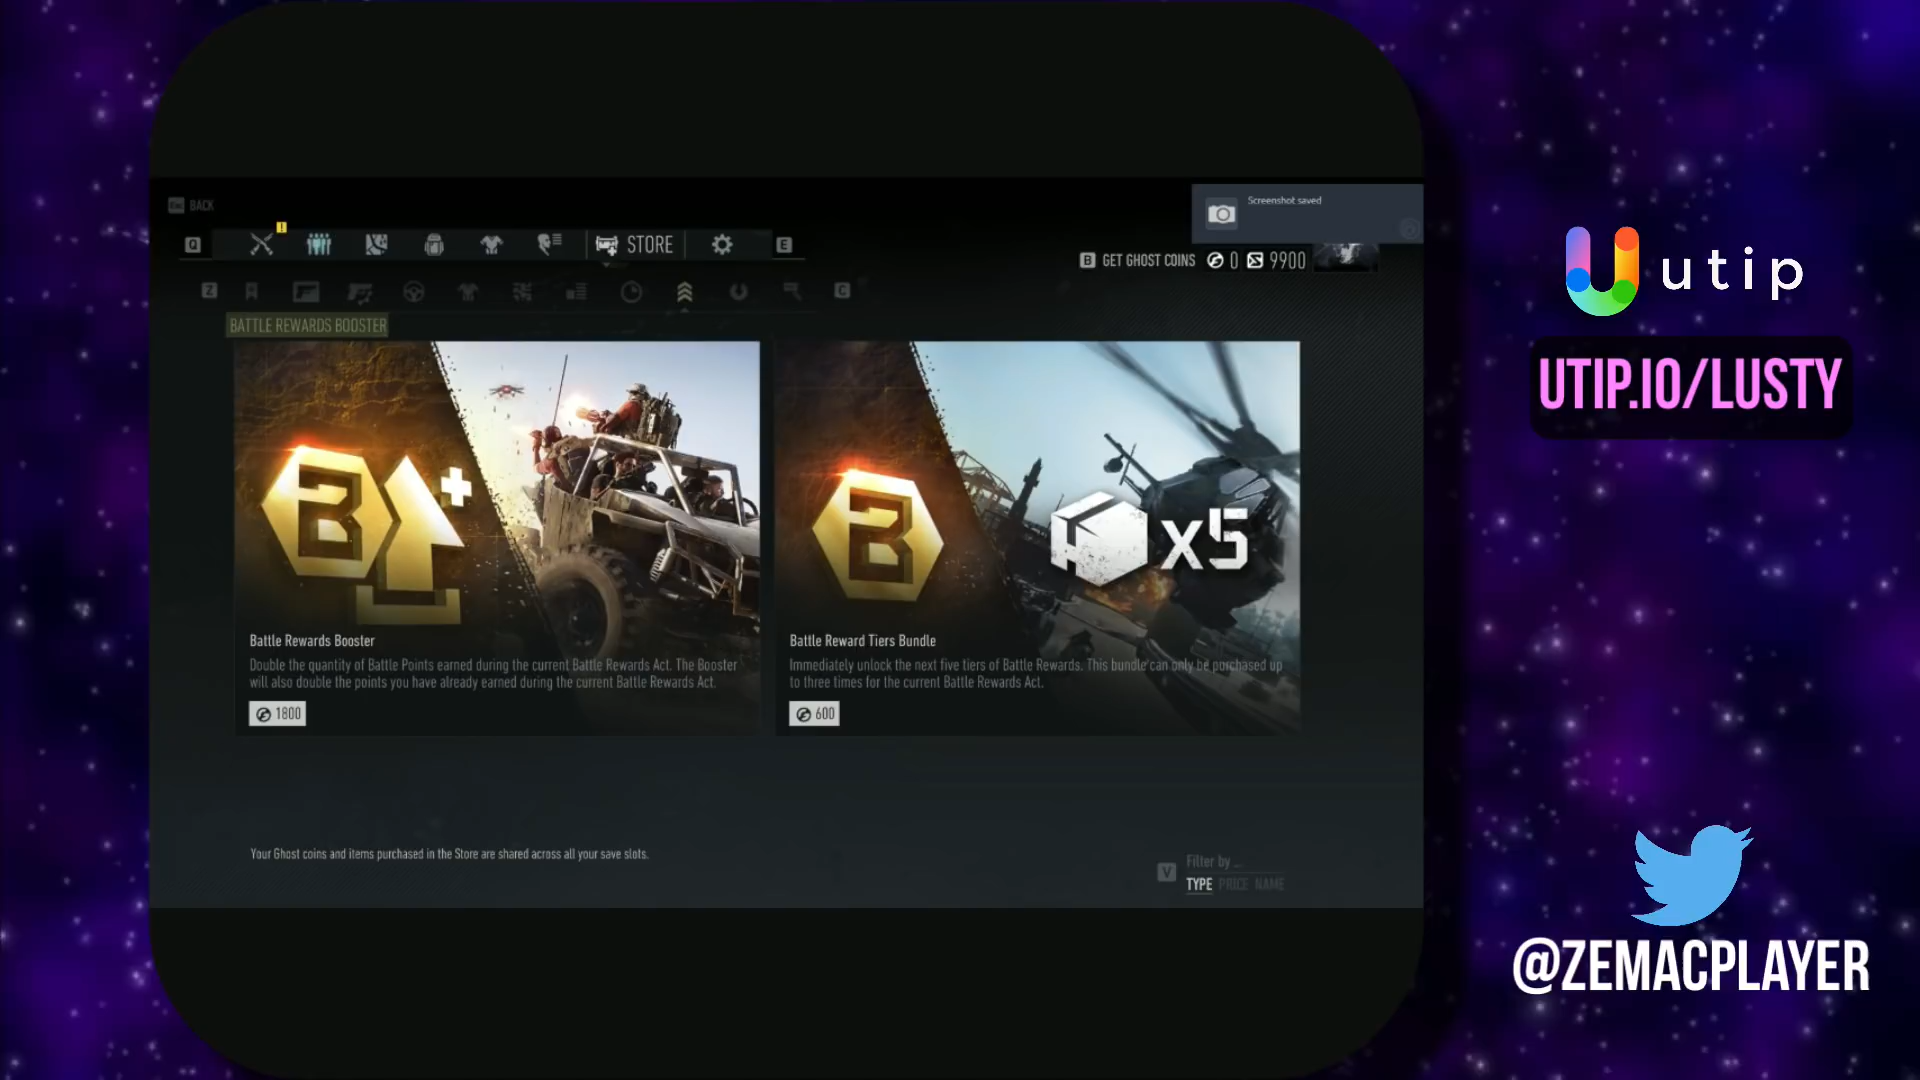 Esc BACK
Screenshot saved
Q
!
STORE
E
B GET GHOST COINS 0 9900
Z
C
BATTLE REWARDS BOOSTER
Battle Rewards Booster
Double the quantity of Battle Points earned during the current Battle Rewards Act. The Booster
will also double the points you have already earned during the current Battle Rewards Act.
1800
x5
Battle Reward Tiers Bundle
Immediately unlock the next five tiers of Battle Rewards. This bundle can only be purchased up
to three times for the current Battle Rewards Act.
600
Your Ghost coins and items purchased in the Store are shared across all your save slots.
V Filter by ...
TYPE PRICE NAME
utip
UTIP.IO/LUSTY
@ZEMACPLAYER